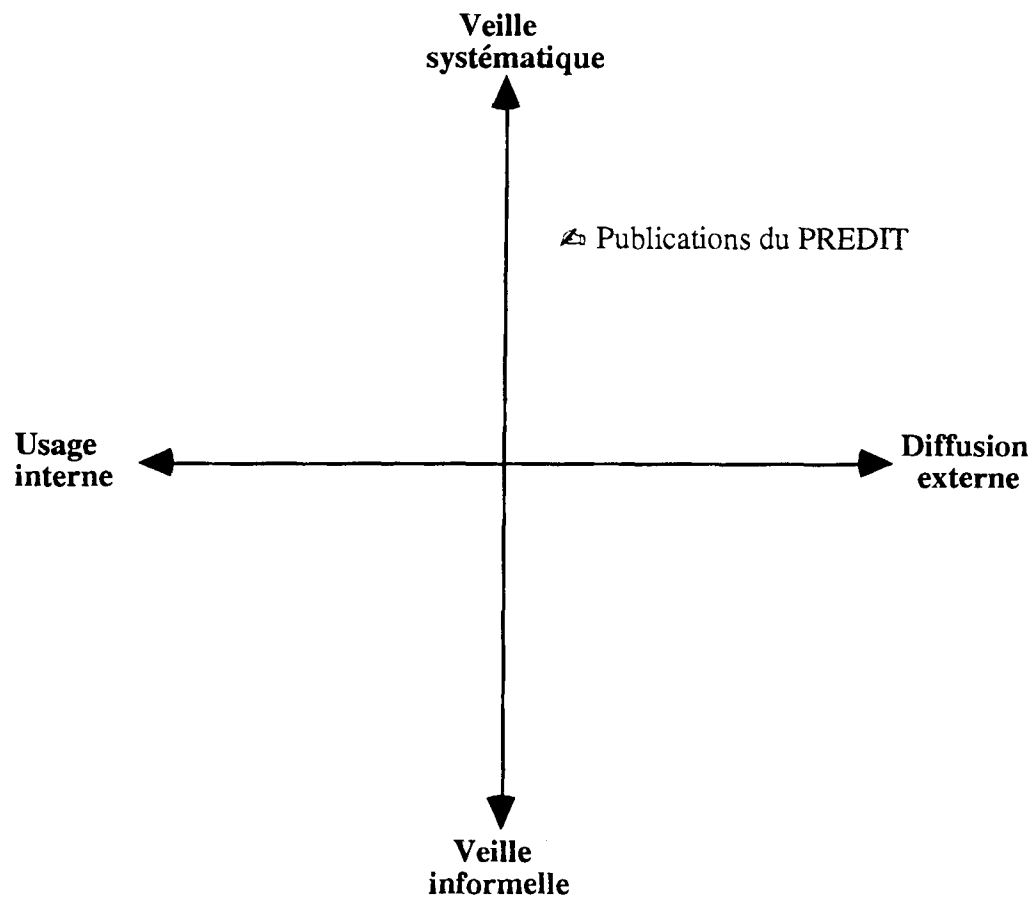 Veille
systématique
✍ Publications du PREDIT
Usage
interne
Diffusion
externe
Veille
informelle